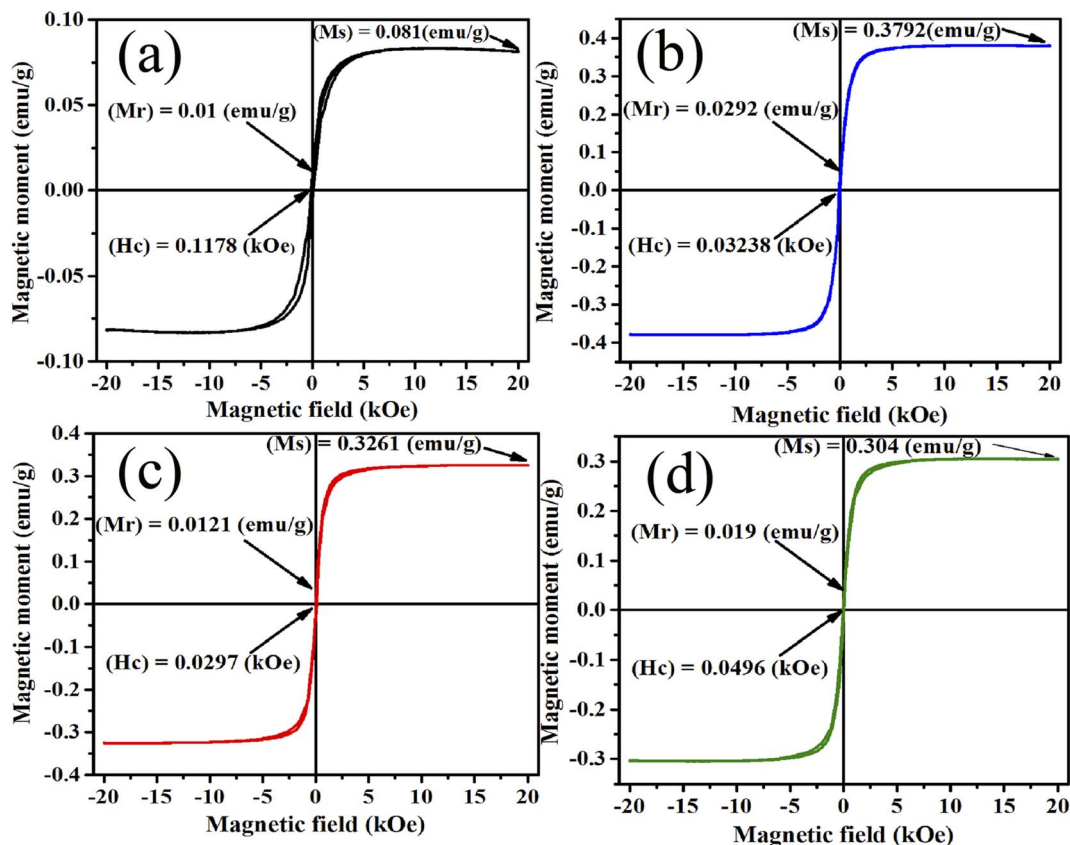 (a)
(Ms) = 0.081(emu/g)
(Mr) = 0.01 (emu/g)
(Hc) = 0.1178 (kOe)
Magnetic moment (emu/g)
0.10
0.05
0.00
-0.05
-0.10
-20 -15 -10 -5 0 5 10 15 20
Magnetic field (kOe)
(b)
(Ms) = 0.3792(emu/g)
(Mr) = 0.0292 (emu/g)
(Hc) = 0.03238 (kOe)
Magnetic moment (emu/g)
0.4
0.3
0.2
0.1
0.0
-0.1
-0.2
-0.3
-0.4
-20 -15 -10 -5 0 5 10 15 20
Magnetic field (kOe)
(c)
(Ms) = 0.3261 (emu/g)
(Mr) = 0.0121 (emu/g)
(Hc) = 0.0297 (kOe)
Magnetic moment (emu/g)
0.4
0.3
0.2
0.1
0.0
-0.1
-0.2
-0.3
-0.4
-20 -15 -10 -5 0 5 10 15 20
Magnetic field (kOe)
(d)
(Ms) = 0.304 (emu/g)
(Mr) = 0.019 (emu/g)
(Hc) = 0.0496 (kOe)
Magnetic moment (emu/g)
0.3
0.2
0.1
0.0
-0.1
-0.2
-0.3
-20 -15 -10 -5 0 5 10 15 20
Magnetic field (kOe)